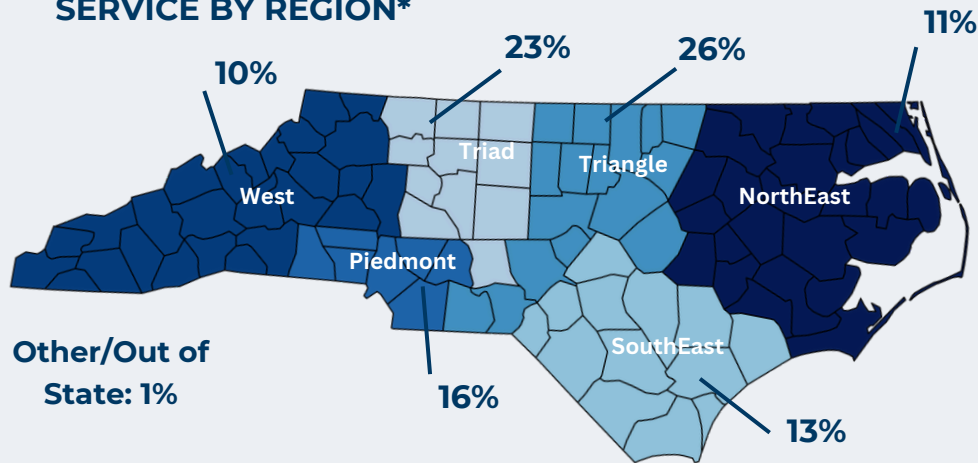 SERVICE BY REGION*
11%
23%
26%
10%
Triad
Triangle
West
NorthEast
Piedmont
Other/Out of
State: 1%
SouthEast
16%
13%